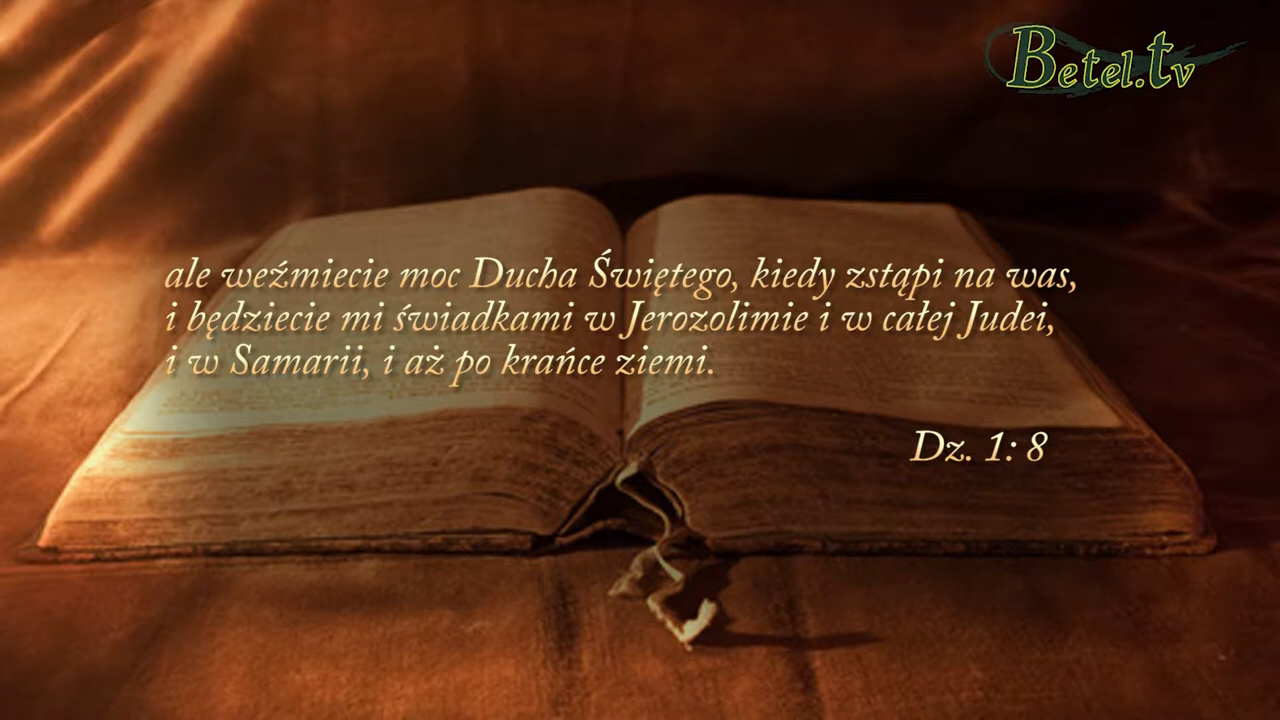 Betel.tv
ale weźmiecie moc Ducha Świętego, kiedy zstąpi na was,
i będziecie mi świadkami w Jerozolimie i w całej Judei,
i w Samarii, i aż po krańce ziemi.
Dz. 1: 8